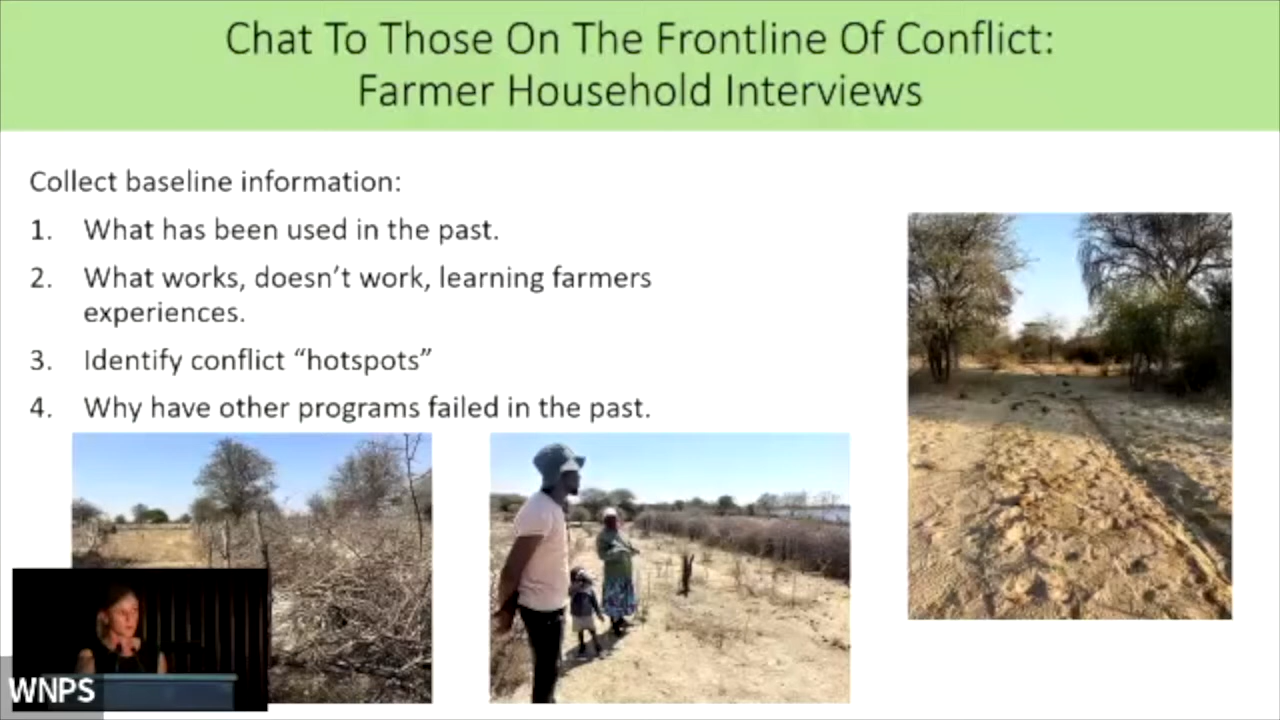 Chat To Those On The Frontline Of Conflict:
Farmer Household Interviews
Collect baseline information:
1. What has been used in the past.
2. What works, doesn’t work, learning farmers
experiences.
3. Identify conflict “hotspots”
4. Why have other programs failed in the past.
WNPS